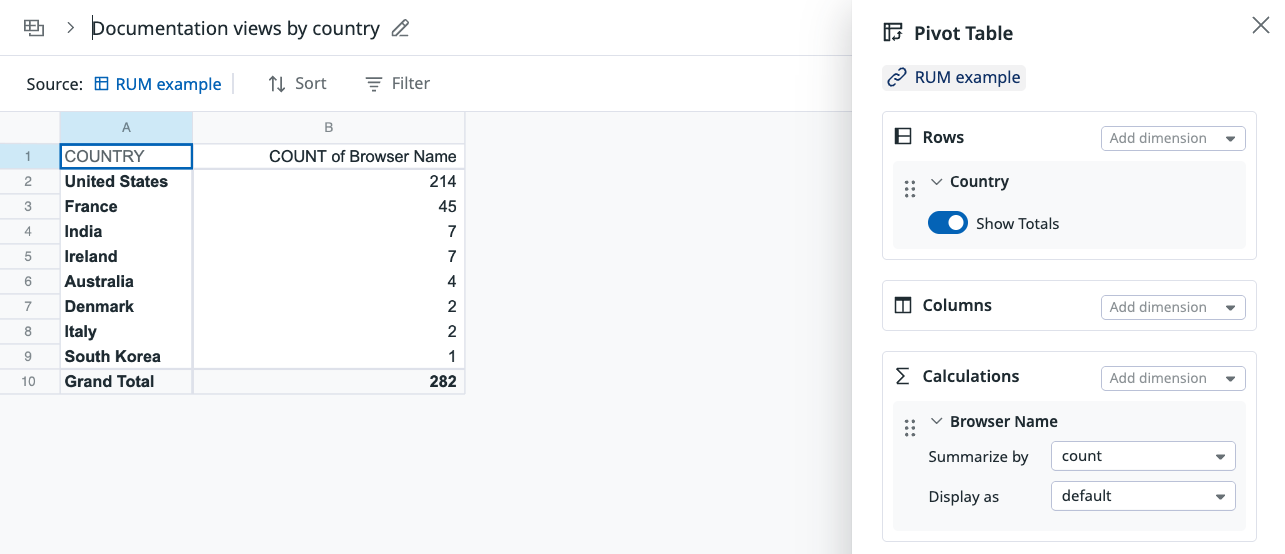 Documentation views by country
Source: RUM example Sort Filter
A B
1 COUNTRY COUNT of Browser Name
2 United States 214
3 France 45
4 India 7
5 Ireland 7
6 Australia 4
7 Denmark 2
8 Italy 2
9 South Korea 1
10 Grand Total 282
Pivot Table
RUM example
Rows Add dimension
Country
Show Totals
Columns Add dimension
Calculations Add dimension
Browser Name
Summarize by count
Display as default